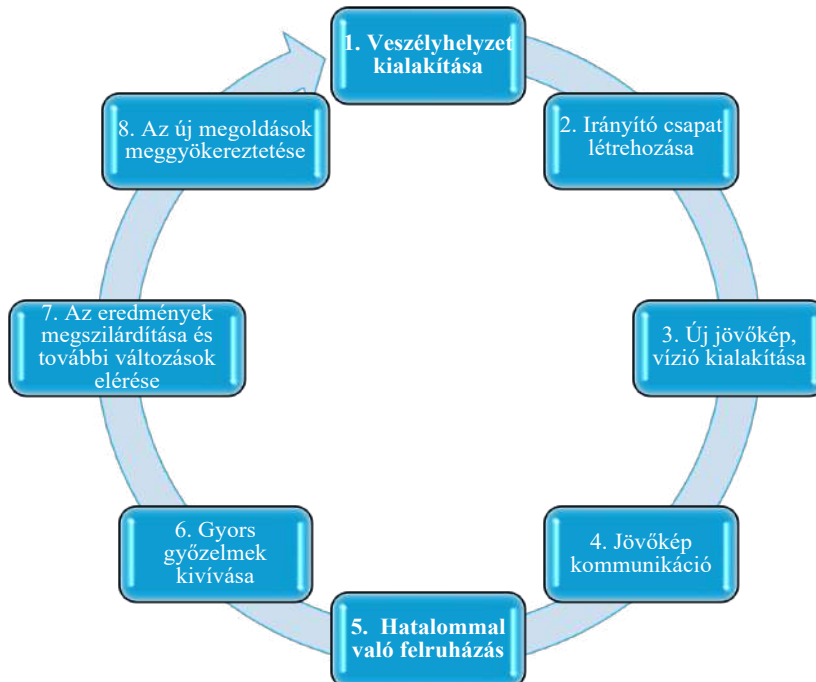 1. Veszélyhelyzet
kialakítása
2. Irányító csapat
létrehozása
3. Új jövőkép,
vízió kialakítása
4. Jövőkép
kommunikáció
5. Hatalommal
való felruházás
6. Gyors
győzelmek
kivívása
7. Az eredmények
megszilárdítása és
további változások
elérése
8. Az új megoldások
meggyökereztetése